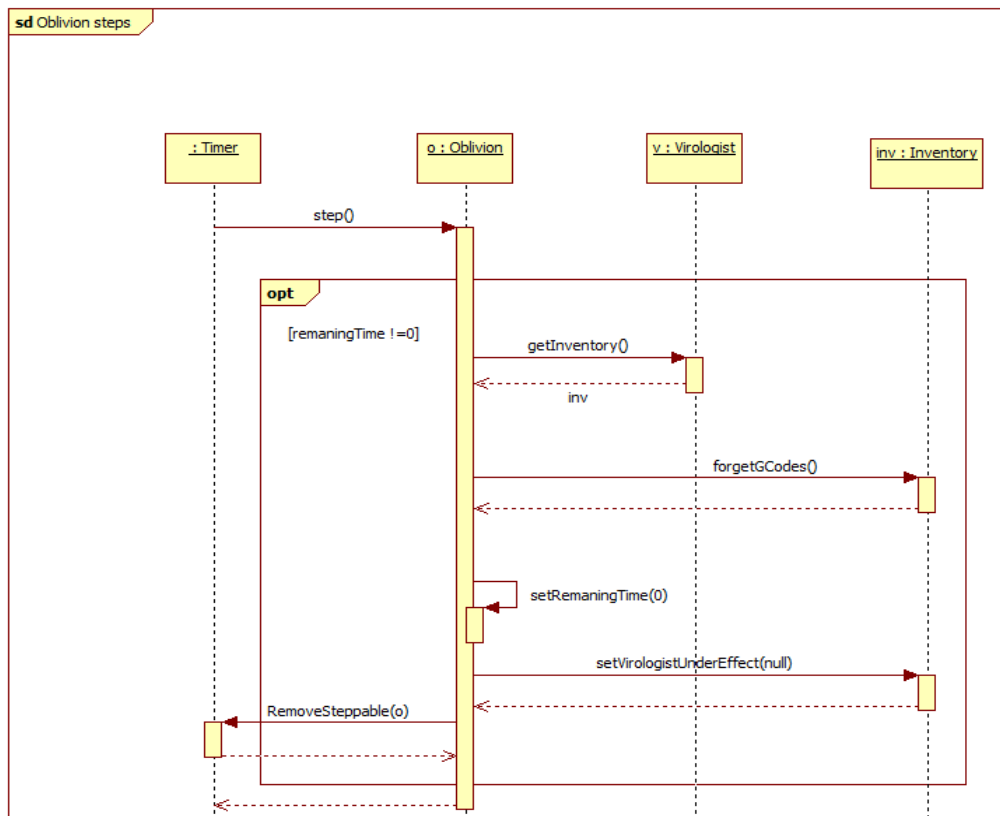 sd Oblivion steps
: Timer
o : Oblivion
v : Virologist
inv : Inventory
step()
opt
[remaningTime !=0]
getInventory()
inv
forgetGCodes()
setRemaningTime(0)
setVirologistUnderEffect(null)
RemoveSteppable(o)